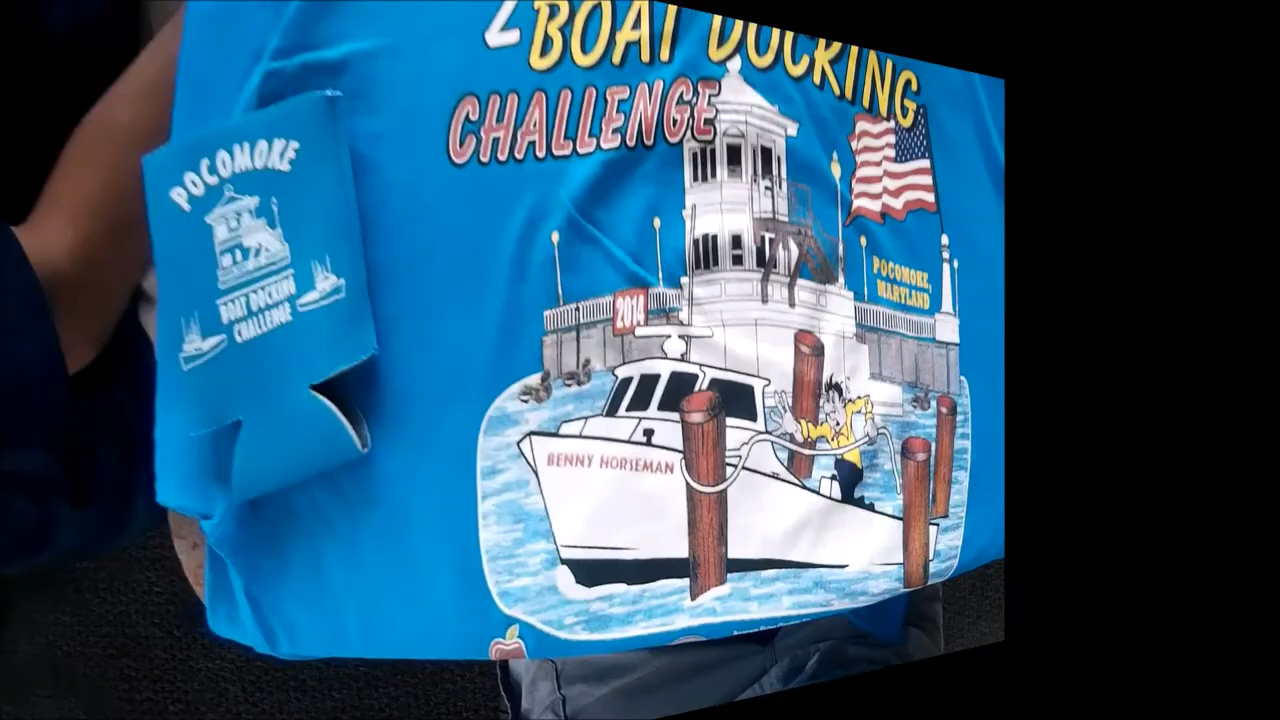 BOAT DOCKING
CHALLENGE
POCOMOKE
BOAT DOCKING
CHALLENGE
POCOMOKE,
MARYLAND
2014
BENNY HORSEMAN